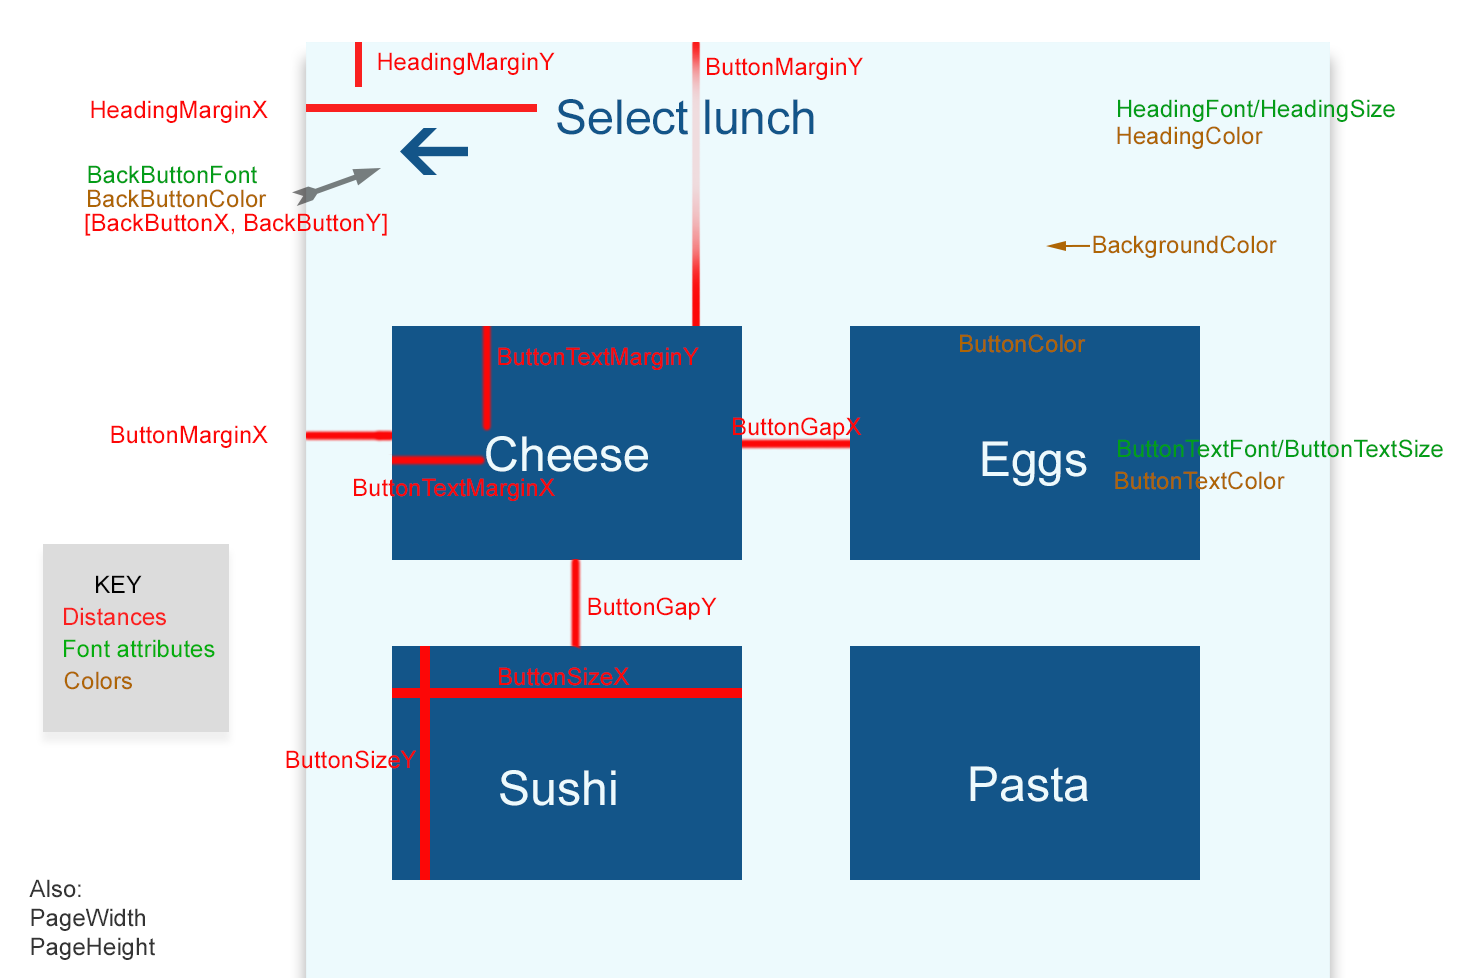 HeadingMarginY
ButtonMarginY
HeadingMarginX
Select lunch
HeadingFont/HeadingSize
HeadingColor
BackButtonFont
BackButtonColor
[BackButtonX, BackButtonY]
BackgroundColor
ButtonTextMarginY
ButtonColor
ButtonMarginX
ButtonGapX
Cheese
Eggs
ButtonTextFont/ButtonTextSize
ButtonTextMarginX
ButtonTextColor
KEY
Distances
Font attributes
Colors
ButtonGapY
ButtonSizeX
ButtonSizeY
Sushi
Pasta
Also:
PageWidth
PageHeight